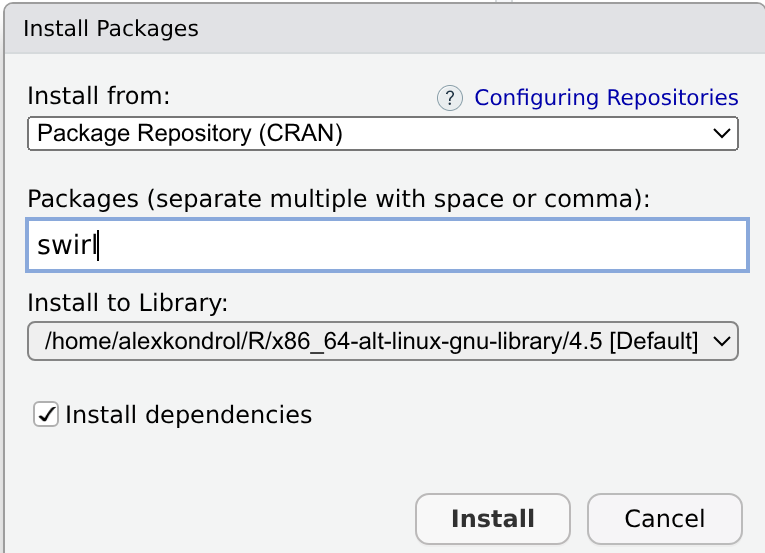 Install Packages
Install from:
? Configuring Repositories
Package Repository (CRAN)
Packages (separate multiple with space or comma):
swirl
Install to Library:
/home/alexkondrol/R/x86_64-alt-linux-gnu-library/4.5 [Default]
Install dependencies
Install Cancel